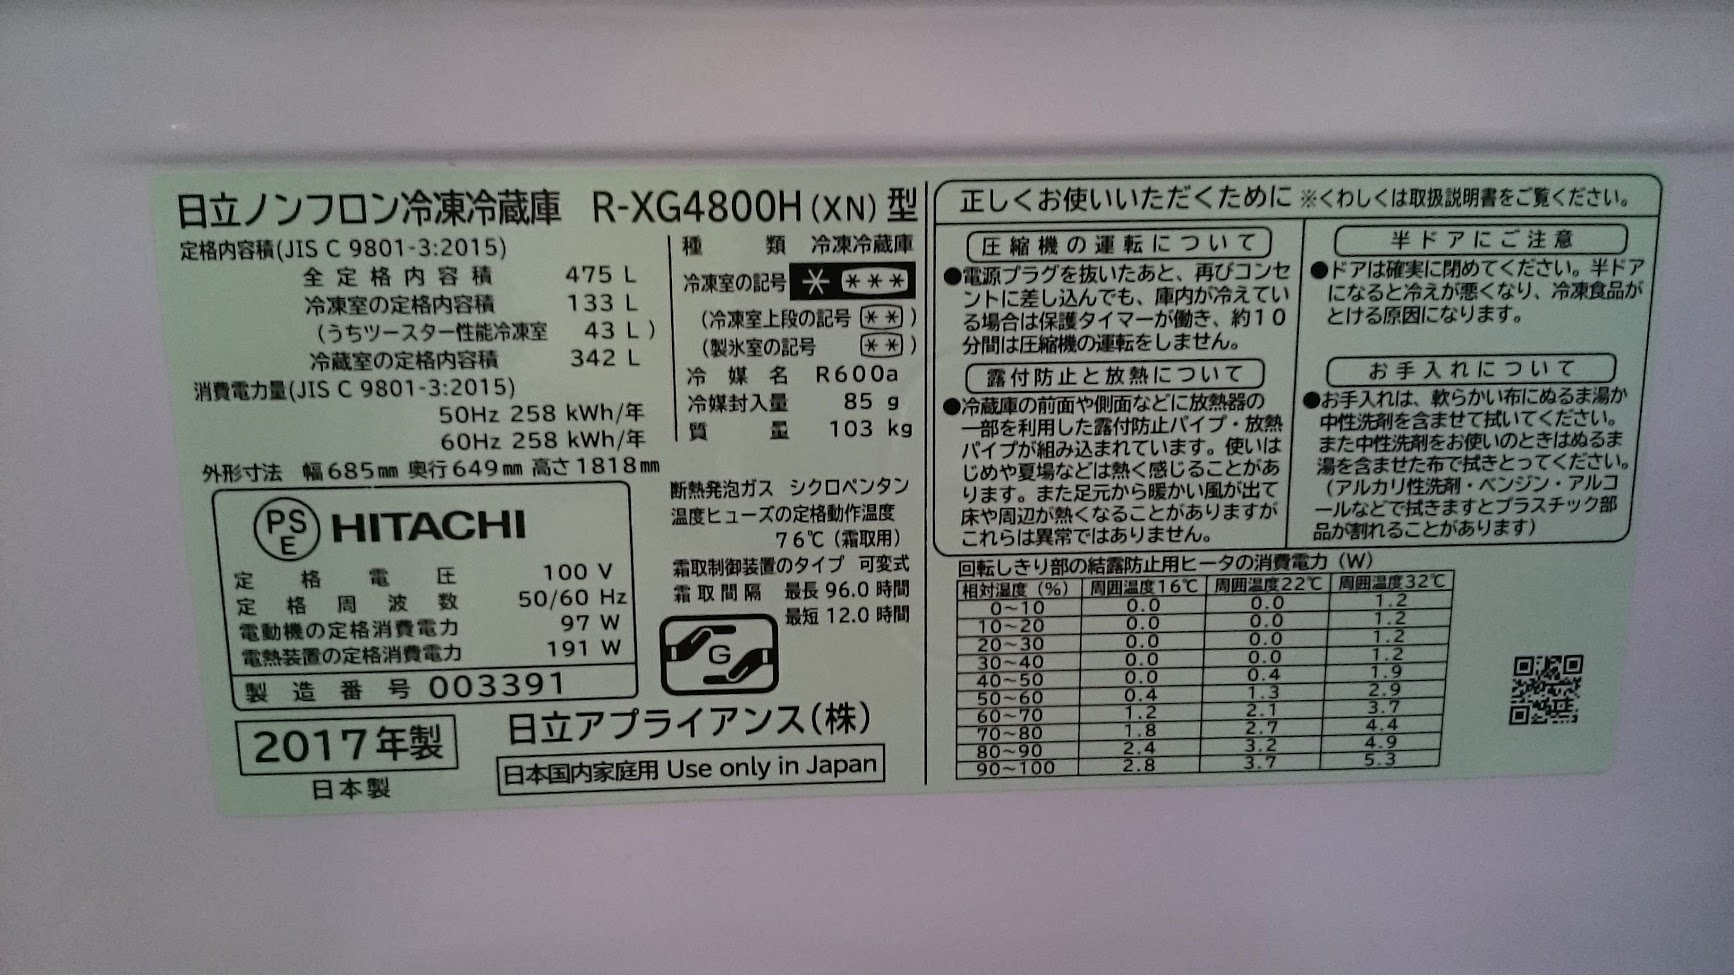 日立ノンフロン冷凍冷蔵庫 R-XG4800H(XN)型
定格内容積(JIS C 9801-3:2015)
全定格内容積 475 L
冷凍室の定格内容積 133 L
(うちツースター性能冷凍室 43 L)
冷蔵室の定格内容積 342 L
消費電力量(JIS C 9801-3:2015)
50Hz 258 kWh/年
60Hz 258 kWh/年
外形寸法 幅685mm 奥行649mm 高さ1818mm
種類 冷凍冷蔵庫
冷凍室の記号 * ***
(冷凍室上段の記号 **)
(製氷室の記号 **)
冷媒名 R600a
冷媒封入量 85 g
質量 103 kg
断熱発泡ガス シクロペンタン
温度ヒューズの定格動作温度
76℃(霜取用)
霜取制御装置のタイプ 可変式
霜取間隔 最長 96.0 時間
最短 12.0 時間
PS
E
HITACHI
定格電圧 100 V
定格周波数 50/60 Hz
電動機の定格消費電力 97 W
電熱装置の定格消費電力 191 W
製造番号 003391
G
2017年製
日本製
日立アプライアンス(株)
日本国内家庭用 Use only in Japan
正しくお使いいただくために ※くわしくは取扱説明書をご覧ください。
圧縮機の運転について
●電源プラグを抜いたあと、再びコンセ
ントに差し込んでも、庫内が冷えてい
る場合は保護タイマーが働き、約10
分間は圧縮機の運転をしません。
露付防止と放熱について
●冷蔵庫の前面や側面などに放熱器の
一部を利用した露付防止パイプ・放熱
パイプが組み込まれています。使いは
じめや夏場などは熱く感じることがあ
ります。また足元から暖かい風が出て
床や周辺が熱くなることがありますが
これらは異常ではありません。
半ドアにご注意
●ドアは確実に閉めてください。半ドア
になると冷えが悪くなり、冷凍食品が
とける原因になります。
お手入れについて
●お手入れは、軟らかい布にぬるま湯か
中性洗剤を含ませて拭いてください。
また中性洗剤をお使いのときはぬるま
湯を含ませた布で拭きとってください。
(アルカリ性洗剤・ベンジン・アルコ
ールなどで拭きますとプラスチック部
品が割れることがあります)
回転しきり部の結露防止用ヒータの消費電力(W)
相対湿度(%) 周囲温度16℃ 周囲温度22℃ 周囲温度32℃
0~10 0.0 0.0 1.2
10~20 0.0 0.0 1.2
20~30 0.0 0.0 1.2
30~40 0.0 0.0 1.2
40~50 0.0 0.4 1.9
50~60 0.4 1.3 2.9
60~70 1.2 2.1 3.7
70~80 1.8 2.7 4.4
80~90 2.4 3.2 4.9
90~100 2.8 3.7 5.3